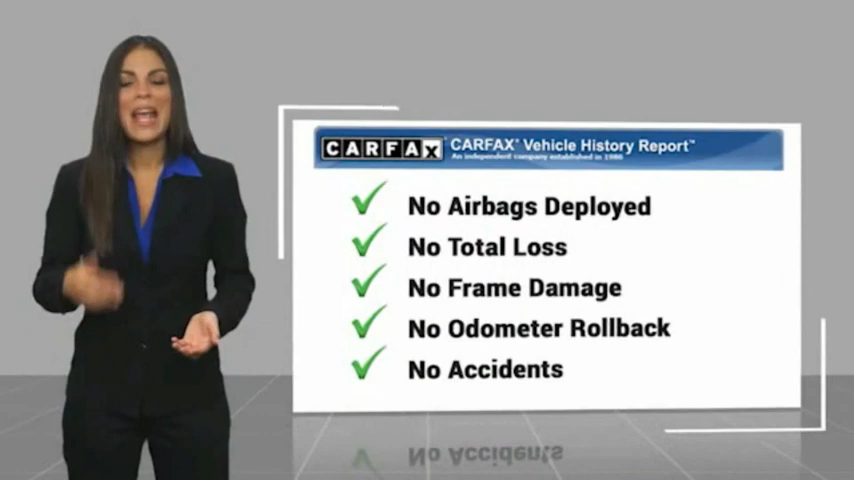 CARFAX CARFAX® Vehicle History Report™
An independent company established in 1986
No Airbags Deployed
No Total Loss
No Frame Damage
No Odometer Rollback
No Accidents
No Accidents